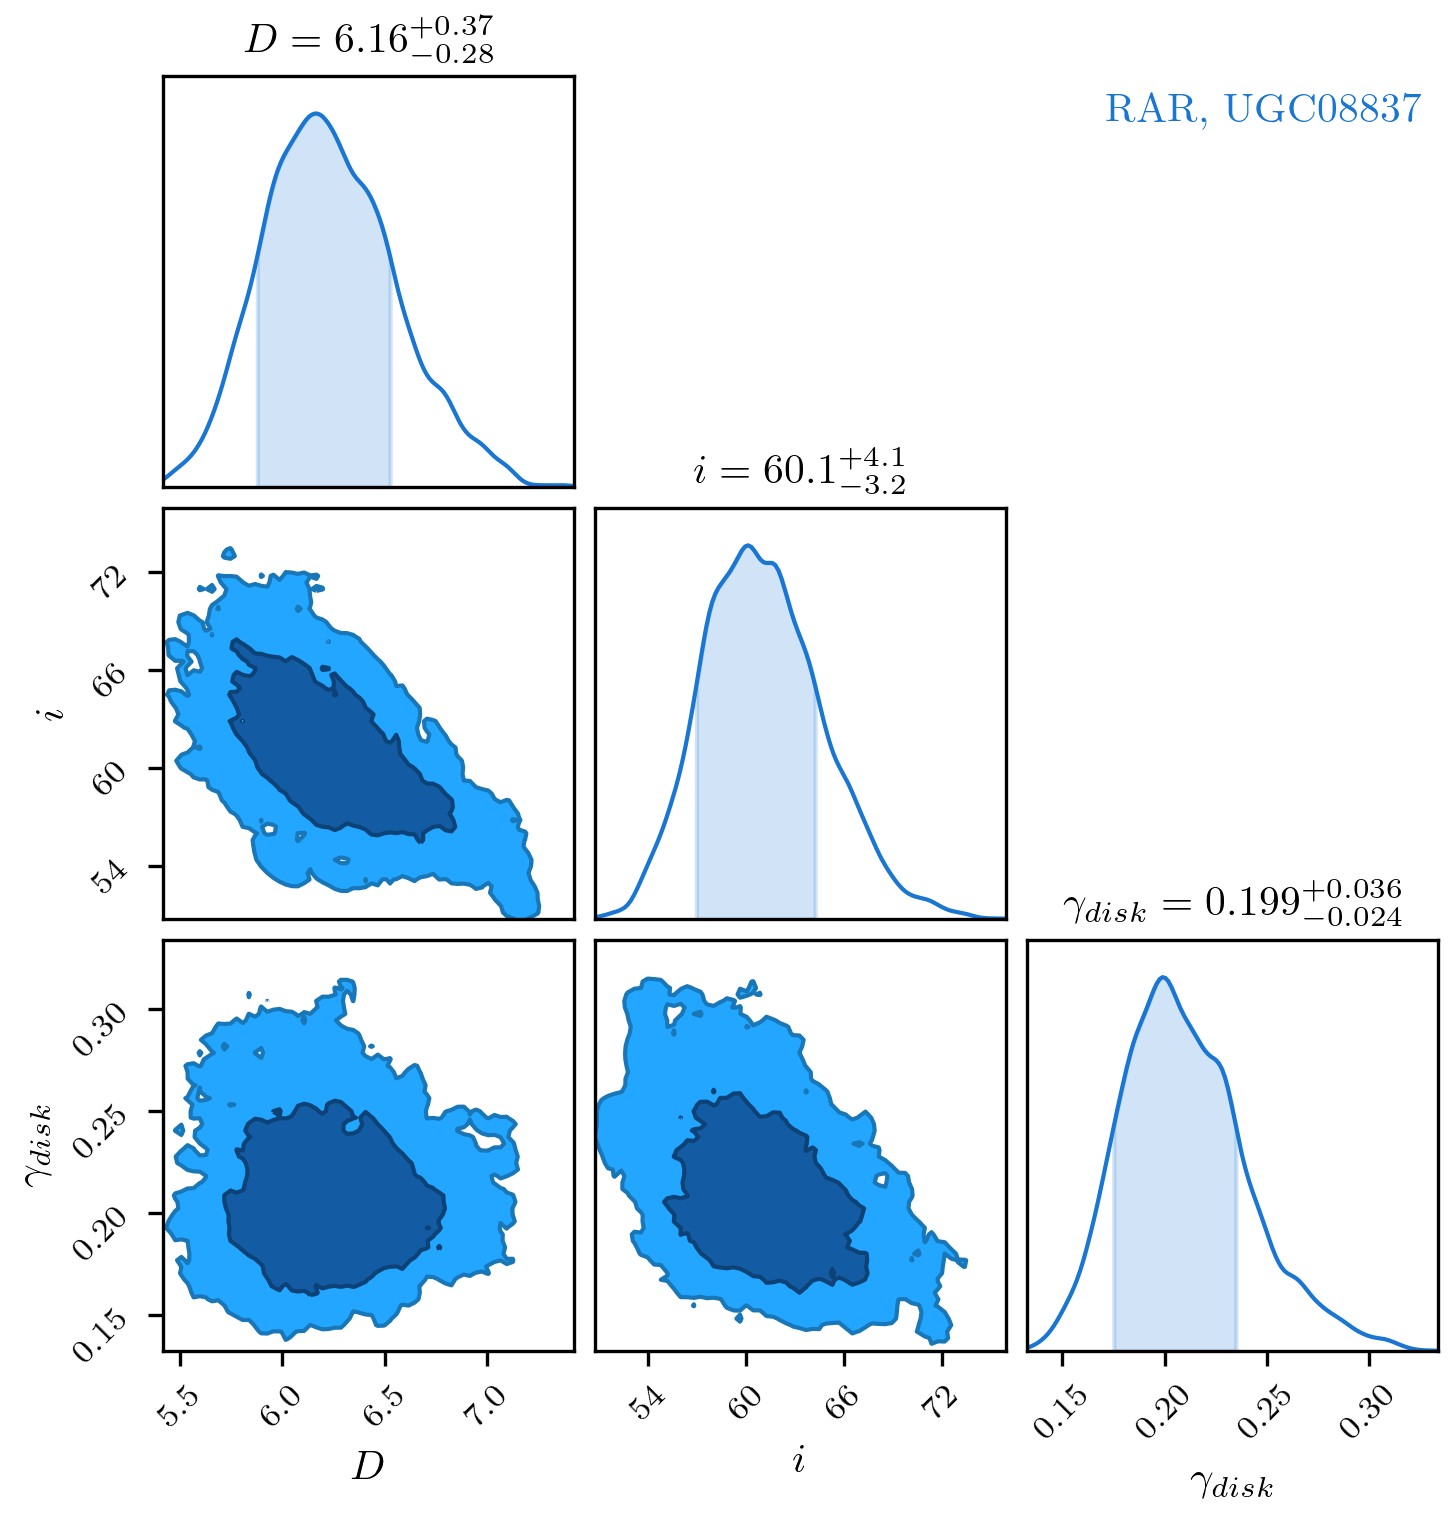 D = 6.16^{+0.37}_{-0.28}
RAR, UGC08837
i = 60.1^{+4.1}_{-3.2}
72
66
60
54
i
γ_{disk} = 0.199^{+0.036}_{-0.024}
0.30
0.25
0.20
0.15
γ_{disk}
5.5 6.0 6.5 7.0
54 60 66 72
0.15 0.20 0.25 0.30
D
i
γ_{disk}